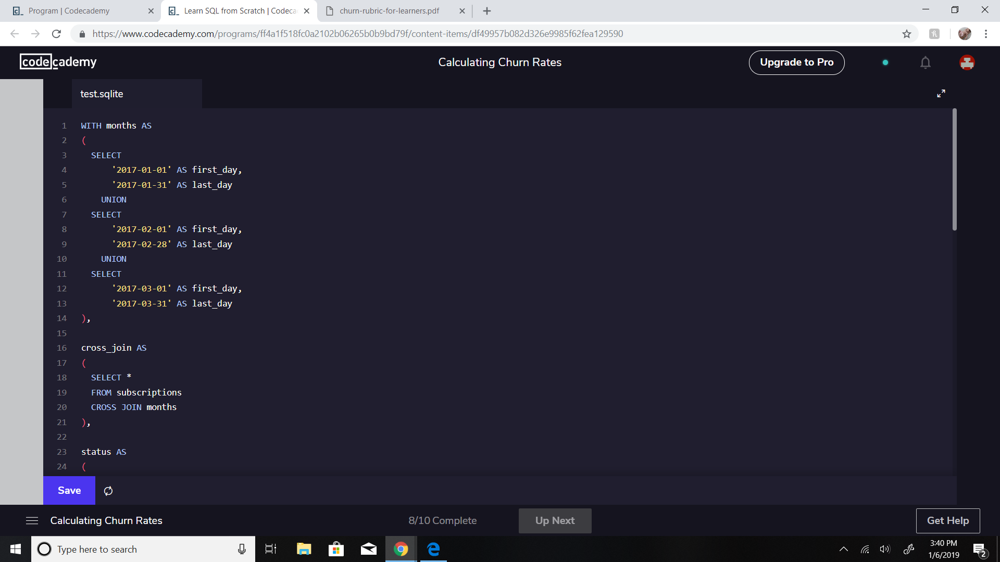 Program | Codecademy
Learn SQL from Scratch | Codeca
churn-rubric-for-learners.pdf
https://www.codecademy.com/programs/ff4a1f518fc0a2102b06265b0b9bd79f/content-items/df49957b082d326e9985f62fea129590
codecademy
Calculating Churn Rates
Upgrade to Pro
test.sqlite
1 WITH months AS
2 (
3 SELECT
4 '2017-01-01' AS first_day,
5 '2017-01-31' AS last_day
6 UNION
7 SELECT
8 '2017-02-01' AS first_day,
9 '2017-02-28' AS last_day
10 UNION
11 SELECT
12 '2017-03-01' AS first_day,
13 '2017-03-31' AS last_day
14 ),
15
16 cross_join AS
17 (
18 SELECT *
19 FROM subscriptions
20 CROSS JOIN months
21 ),
22
23 status AS
24 (
Save
Calculating Churn Rates
8/10 Complete
Up Next
Get Help
Type here to search
3:40 PM
1/6/2019
2